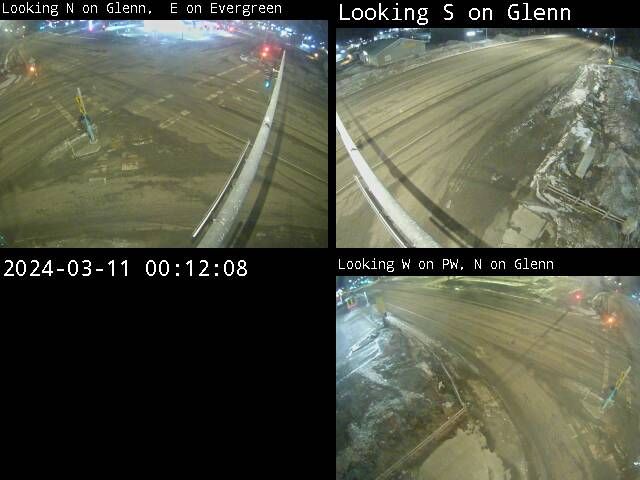 Looking N on Glenn,  E on Evergreen
Looking S on Glenn
2024-03-11 00:12:08
Looking W on PW, N on Glenn